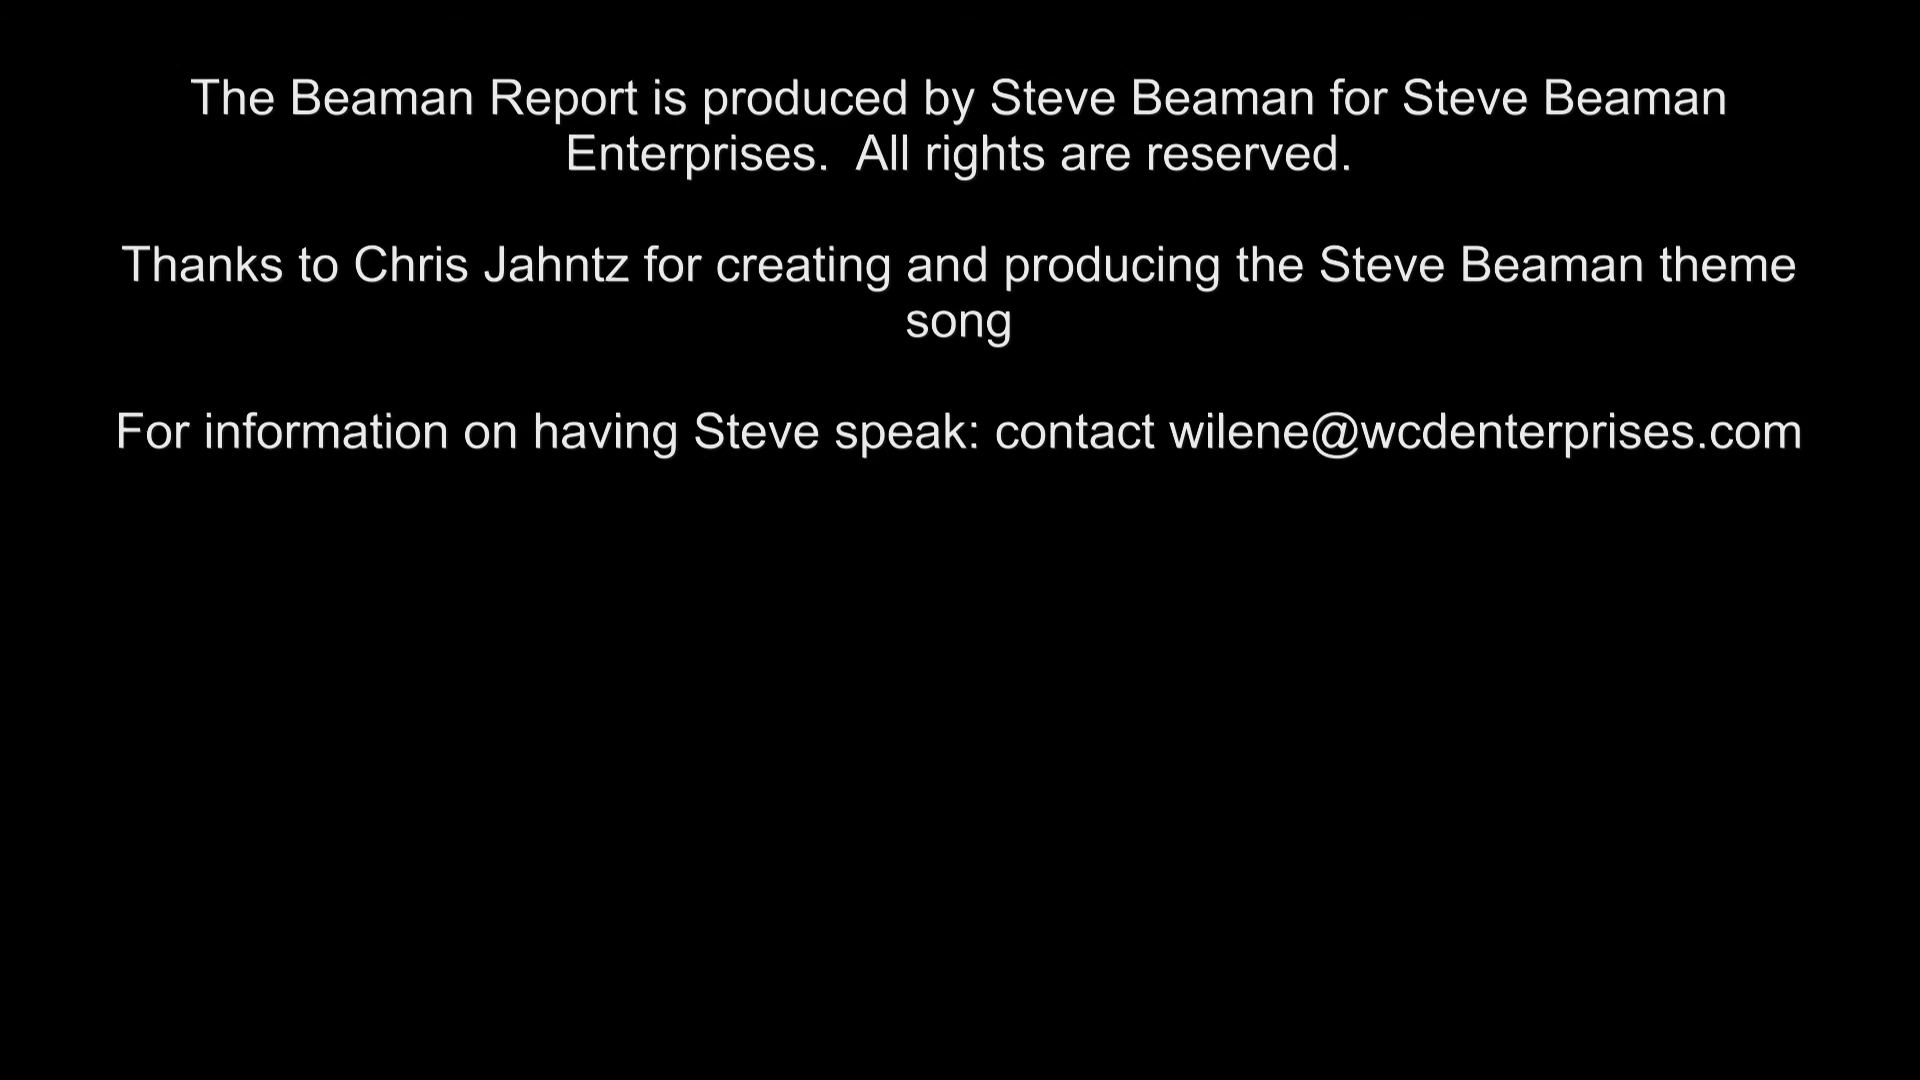 The Beaman Report is produced by Steve Beaman for Steve Beaman
Enterprises.  All rights are reserved.
Thanks to Chris Jahntz for creating and producing the Steve Beaman theme
song
For information on having Steve speak: contact wilene@wcdenterprises.com